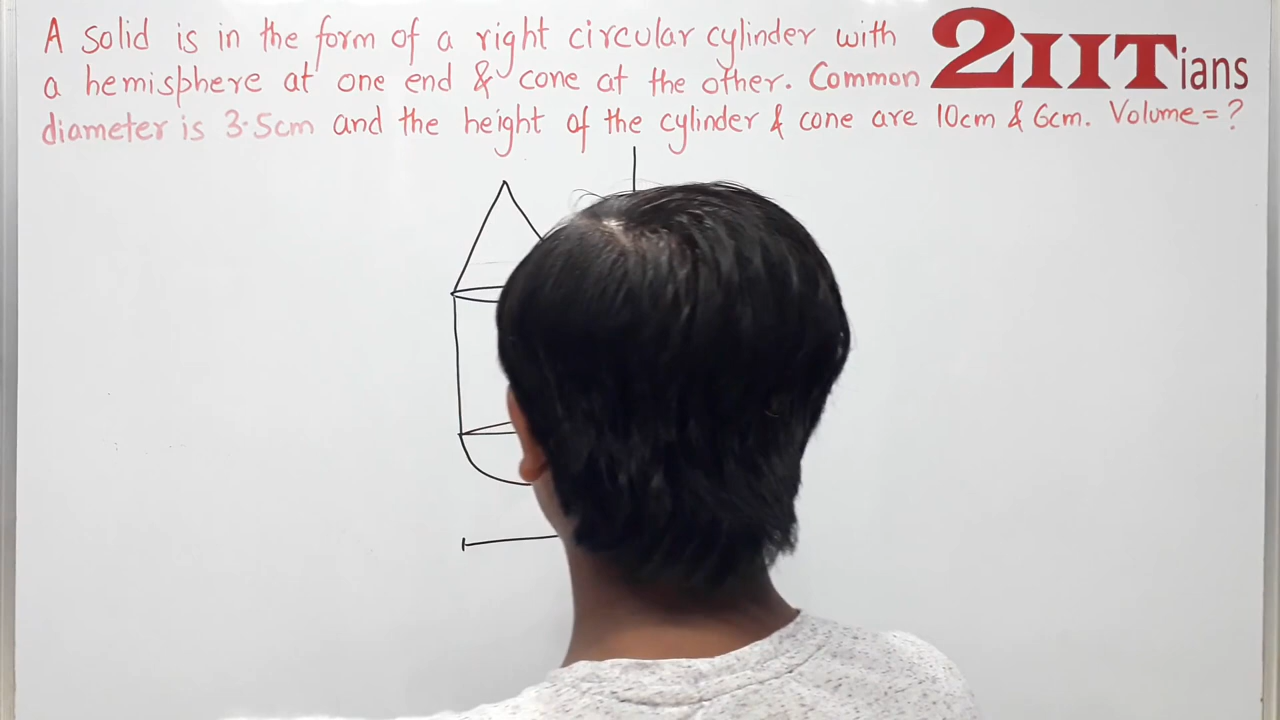 A solid is in the form of a right circular cylinder with
2IITians
a hemisphere at one end & cone at the other. Common
diameter is 3.5cm and the height of the cylinder & cone are 10cm & 6cm. Volume = ?